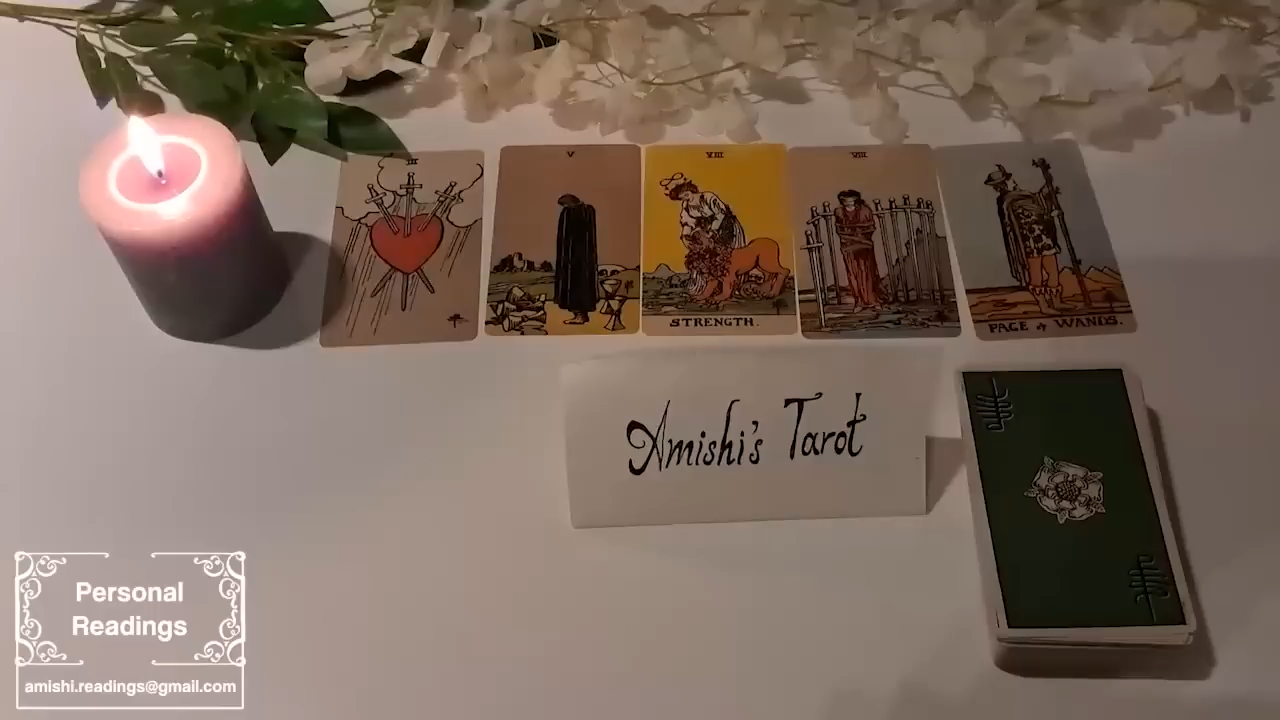 III
V
VIII
VIII
STRENGTH.
PAGE of WANDS.
Amishi's Tarot
Personal
Readings
amishi.readings@gmail.com